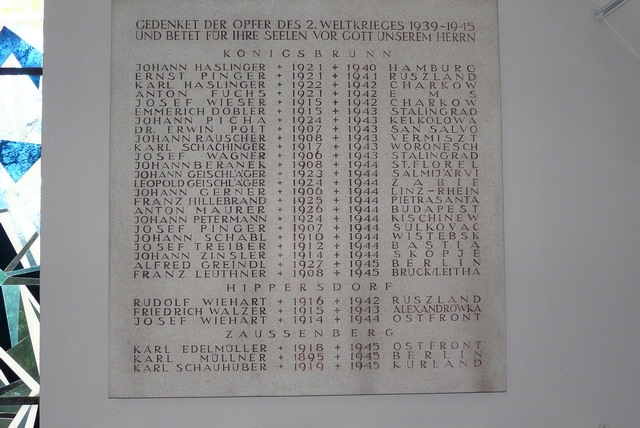 GEDENKET DER OPFER DES 2. WELTKRIEGES 1939-1945
UND BETET FÜR IHRE SEELEN VOR GOTT UNSEREM HERRN
KÖNIGSBRUNN
JOHANN HASLINGER + 1921 + 1940 HAMBURG
ERNST PINGER + 1921 + 1941 RUSZLAND
KARL HASLINGER + 1922 + 1942 CHARKOW
ANTON FUCHS + 1921 + 1942 EMS
JOSEF WIESER + 1915 + 1942 CHARKOW
EMMERICH DOBLER + 1915 + 1943 STALINGRAD
JOHANN PICHA + 1924 + 1943 KELKOLOWA
DR. ERWIN POLT + 1907 + 1943 SAN SALVO
JOHANN RAUSCHER + 1908 + 1943 VERMISZT
KARL SCHACHINGER + 1917 + 1943 WORONESCH
JOSEF WAGNER + 1906 + 1943 STALINGRAD
JOHANN BERANEK + 1908 + 1944 ST. FLOREL
JOHANN GEISCHLÄGER + 1923 + 1944 SALMIJÄRVI
LEOPOLD GEISCHLÄGER + 1924 + 1944 ZABIE
JOHANN GERNER + 1906 + 1944 LINZ-RHEIN
FRANZ HILLEBRAND + 1925 + 1944 PIETRASANTA
ANTON MAURER + 1926 + 1944 BUDAPEST
JOHANN PETERMANN + 1924 + 1944 KISCHINEW
JOSEF PINGER + 1907 + 1944 SULKOVAC
JOHANN SCHABL + 1910 + 1944 WISTEBSK
JOSEF TREIBER + 1912 + 1944 BASTIA
JOHANN ZINSLER + 1914 + 1944 SKOPJE
ALFRED GREINDL + 1927 + 1945 BERLIN
FRANZ LEUTHNER + 1908 + 1945 BRUCK/LEITHA
HIPPERSDORF
RUDOLF WIEHART + 1916 + 1942 RUSZLAND
FRIEDRICH WALZER + 1915 + 1943 ALEXANDROWKA
JOSEF WIEHART + 1914 + 1944 OSTFRONT
ZAUSSENBERG
KARL EDELMÜLLER + 1918 + 1945 OSTFRONT
KARL MÜLLNER + 1895 + 1945 BERLIN
KARL SCHAUHUBER + 1919 + 1945 KURLAND